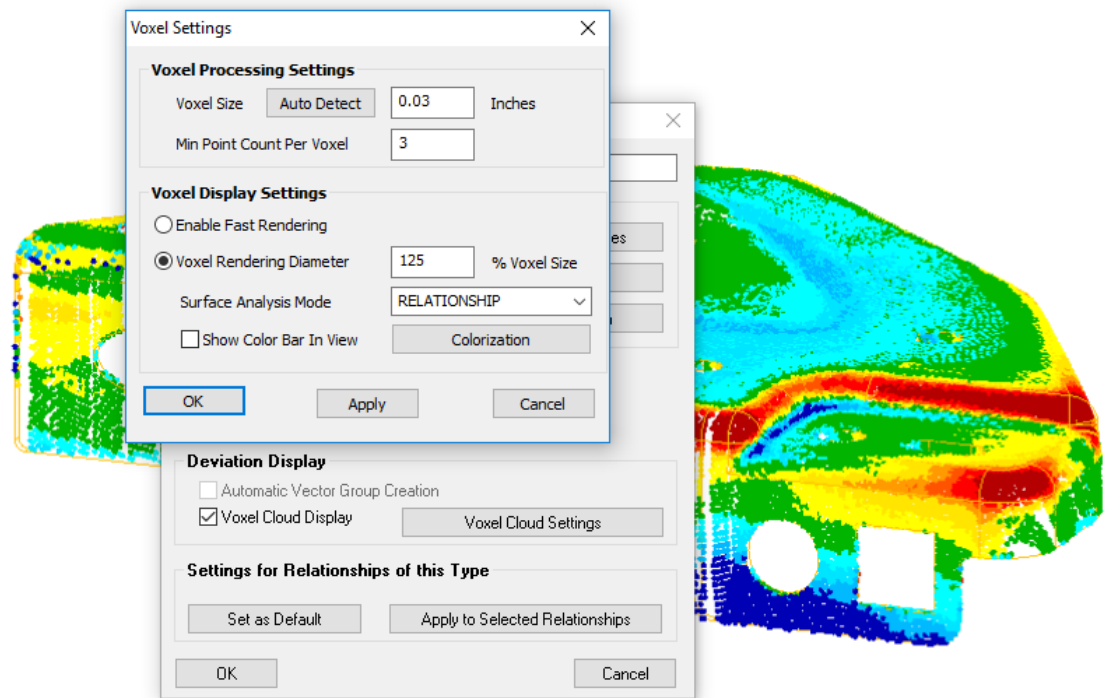 Voxel Settings
Voxel Processing Settings
Voxel Size Auto Detect 0.03 Inches
Min Point Count Per Voxel 3
Voxel Display Settings
Enable Fast Rendering
es
Voxel Rendering Diameter 125 % Voxel Size
Surface Analysis Mode RELATIONSHIP
Show Color Bar In View Colorization
OK Apply Cancel
Deviation Display
Automatic Vector Group Creation
Voxel Cloud Display Voxel Cloud Settings
Settings for Relationships of this Type
Set as Default Apply to Selected Relationships
OK Cancel